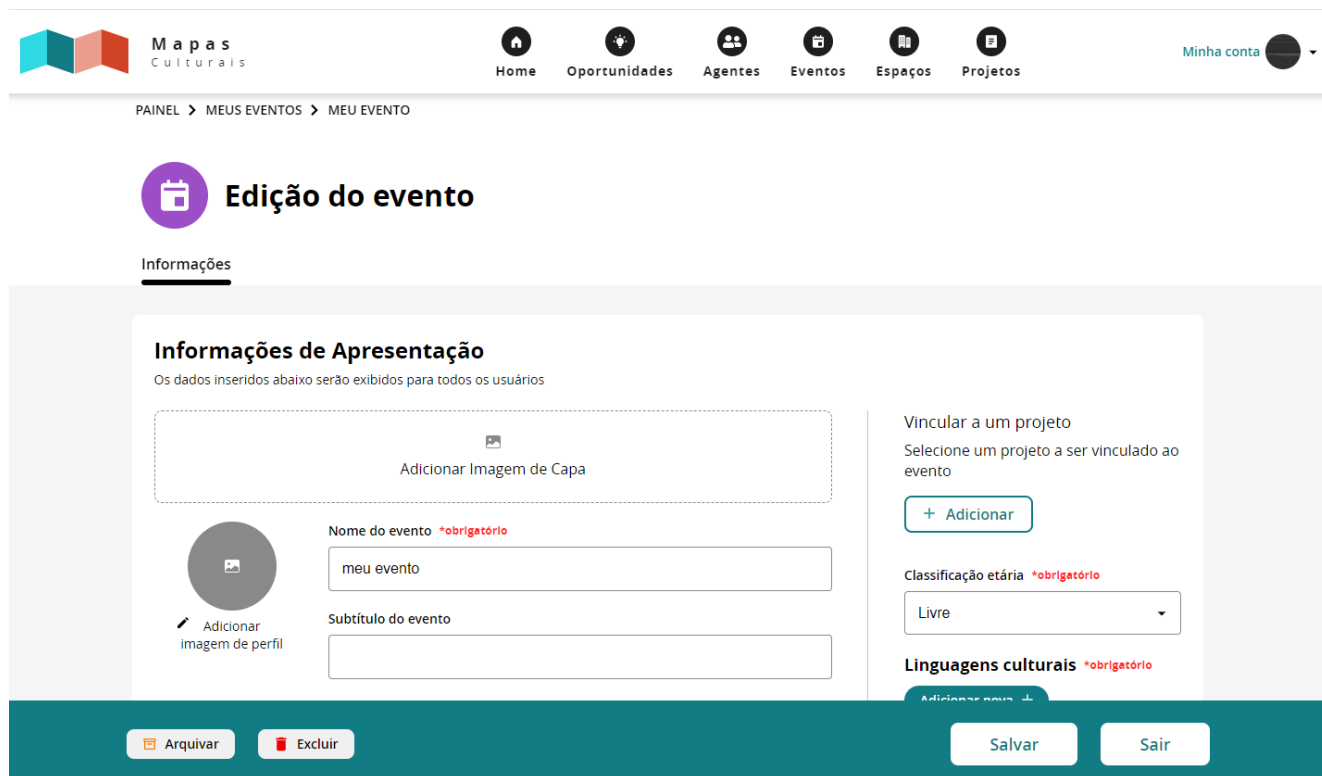 Mapas
Culturais
Home
Oportunidades
Agentes
Eventos
Espaços
Projetos
Minha conta
PAINEL > MEUS EVENTOS > MEU EVENTO
Edição do evento
Informações
Informações de Apresentação
Os dados inseridos abaixo serão exibidos para todos os usuários
Adicionar Imagem de Capa
Adicionar
imagem de perfil
Nome do evento *obrigatório
meu evento
Subtítulo do evento
Vincular a um projeto
Selecione um projeto a ser vinculado ao
evento
+ Adicionar
Classificação etária *obrigatório
Livre
Linguagens culturais *obrigatório
Adicionar nova +
Arquivar
Excluir
Salvar
Sair